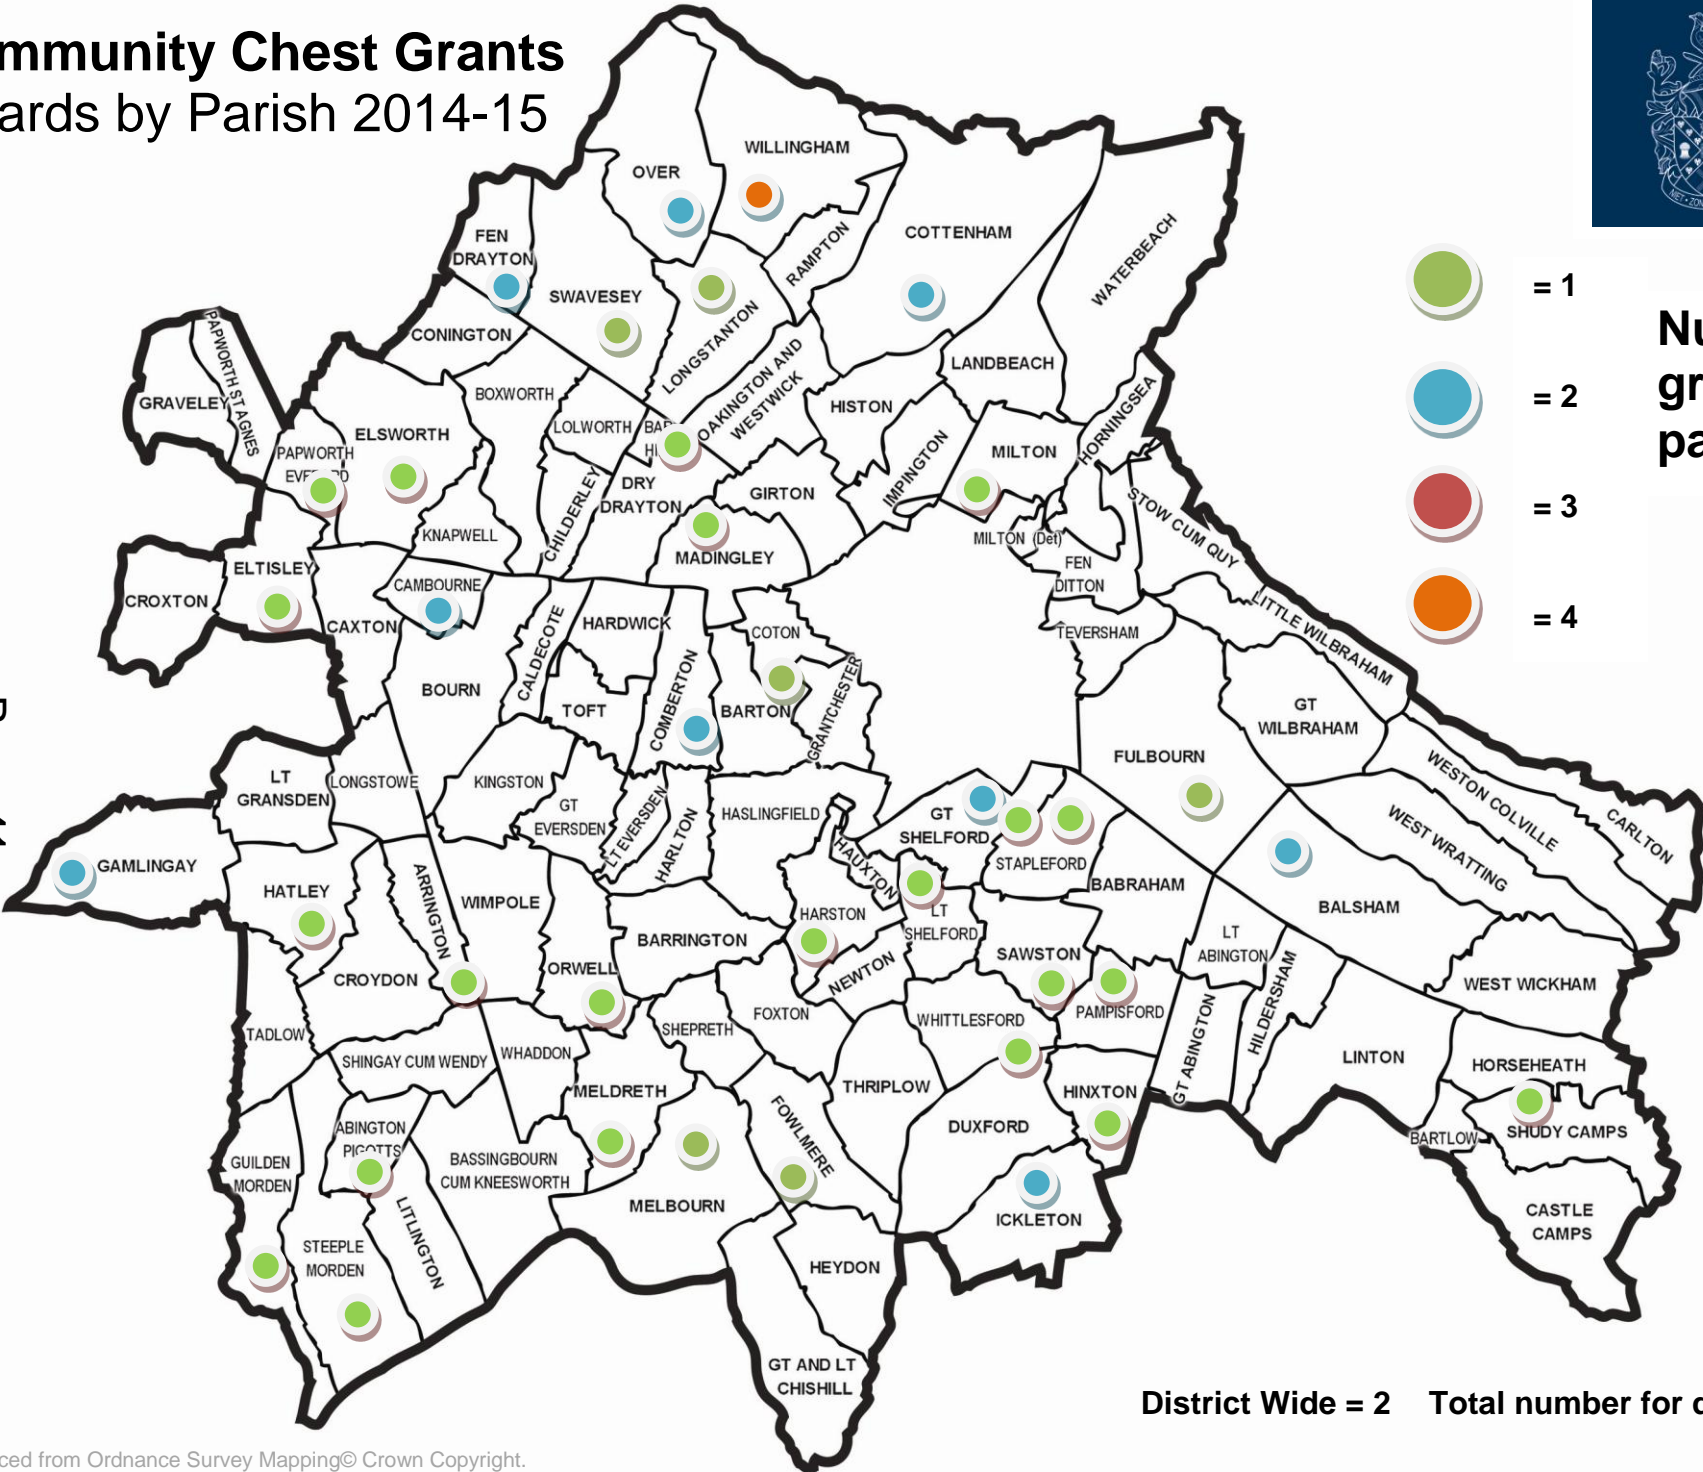 mmunity Chest Grants
ards by Parish 2014-15
WILLINGHAM
OVER
FEN
DRAYTON
COTTENHAM
RAMPTON
WATERBEACH
SWAVESEY
CONINGTON
LONGSTANTON
PAPWORTH ST AGNES
GRAVELEY
LANDBEACH
BOXWORTH
OAKINGTON AND
WESTWICK
HISTON
HORNINGSEA
LOLWORTH
ELSWORTH
PAPWORTH
IMPINGTON
MILTON
DRY
DRAYTON
GIRTON
CHILDERLEY
STOW CUM QUY
KNAPWELL
MADINGLEY
MILTON (Det)
FEN
DITTON
ELTISLEY
CROXTON
CAMBOURNE
CAXTON
CALDECOTE
HARDWICK
COTON
TEVERSHAM
LITTLE WILBRAHAM
BOURN
TOFT
COMBERTON
BARTON
GRANTCHESTER
GT
WILBRAHAM
FULBOURN
LT
GRANSDEN
LONGSTOWE
KINGSTON
GT
EVERSDEN
LT EVERSDEN
HARLTON
HASLINGFIELD
GT
SHELFORD
STAPLEFORD
HAUXTON
BABRAHAM
WESTON COLVILLE
WEST WRATTING
CARLTON
GAMLINGAY
HATLEY
ARRINGTON
WIMPOLE
BALSHAM
HARSTON
LT
SHELFORD
BARRINGTON
LT
ABINGTON
SAWSTON
NEWTON
CROYDON
ORWELL
HILDERSHAM
WEST WICKHAM
FOXTON
PAMPISFORD
WHITTLESFORD
SHEPRETH
TADLOW
GT ABINGTON
SHINGAY CUM WENDY
WHADDON
LINTON
HORSEHEATH
THRIPLOW
MELDRETH
HINXTON
FOWLMERE
DUXFORD
ABINGTON
PIGOTTS
BARTLOW
SHUDY CAMPS
GUILDEN
MORDEN
BASSINGBOURN
CUM KNEESWORTH
MELBOURN
LITLINGTON
ICKLETON
CASTLE
CAMPS
STEEPLE
MORDEN
HEYDON
GT AND LT
CHISHILL
= 1
= 2
= 3
= 4
Nu
gr
pa
District Wide = 2 Total number for d
ced from Ordnance Survey Mapping© Crown Copyright.